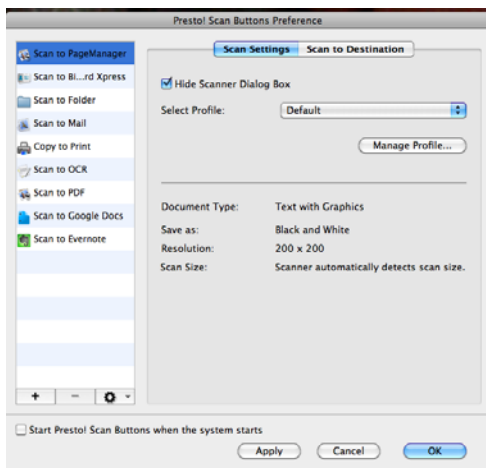 Presto! Scan Buttons Preference
Scan to PageManager
Scan to Bi...rd Xpress
Scan to Folder
Scan to Mail
Copy to Print
Scan to OCR
Scan to PDF
Scan to Google Docs
Scan to Evernote
Scan Settings Scan to Destination
Hide Scanner Dialog Box
Select Profile: Default
Manage Profile...
Document Type: Text with Graphics
Save as: Black and White
Resolution: 200 x 200
Scan Size: Scanner automatically detects scan size.
Start Presto! Scan Buttons when the system starts
Apply Cancel OK